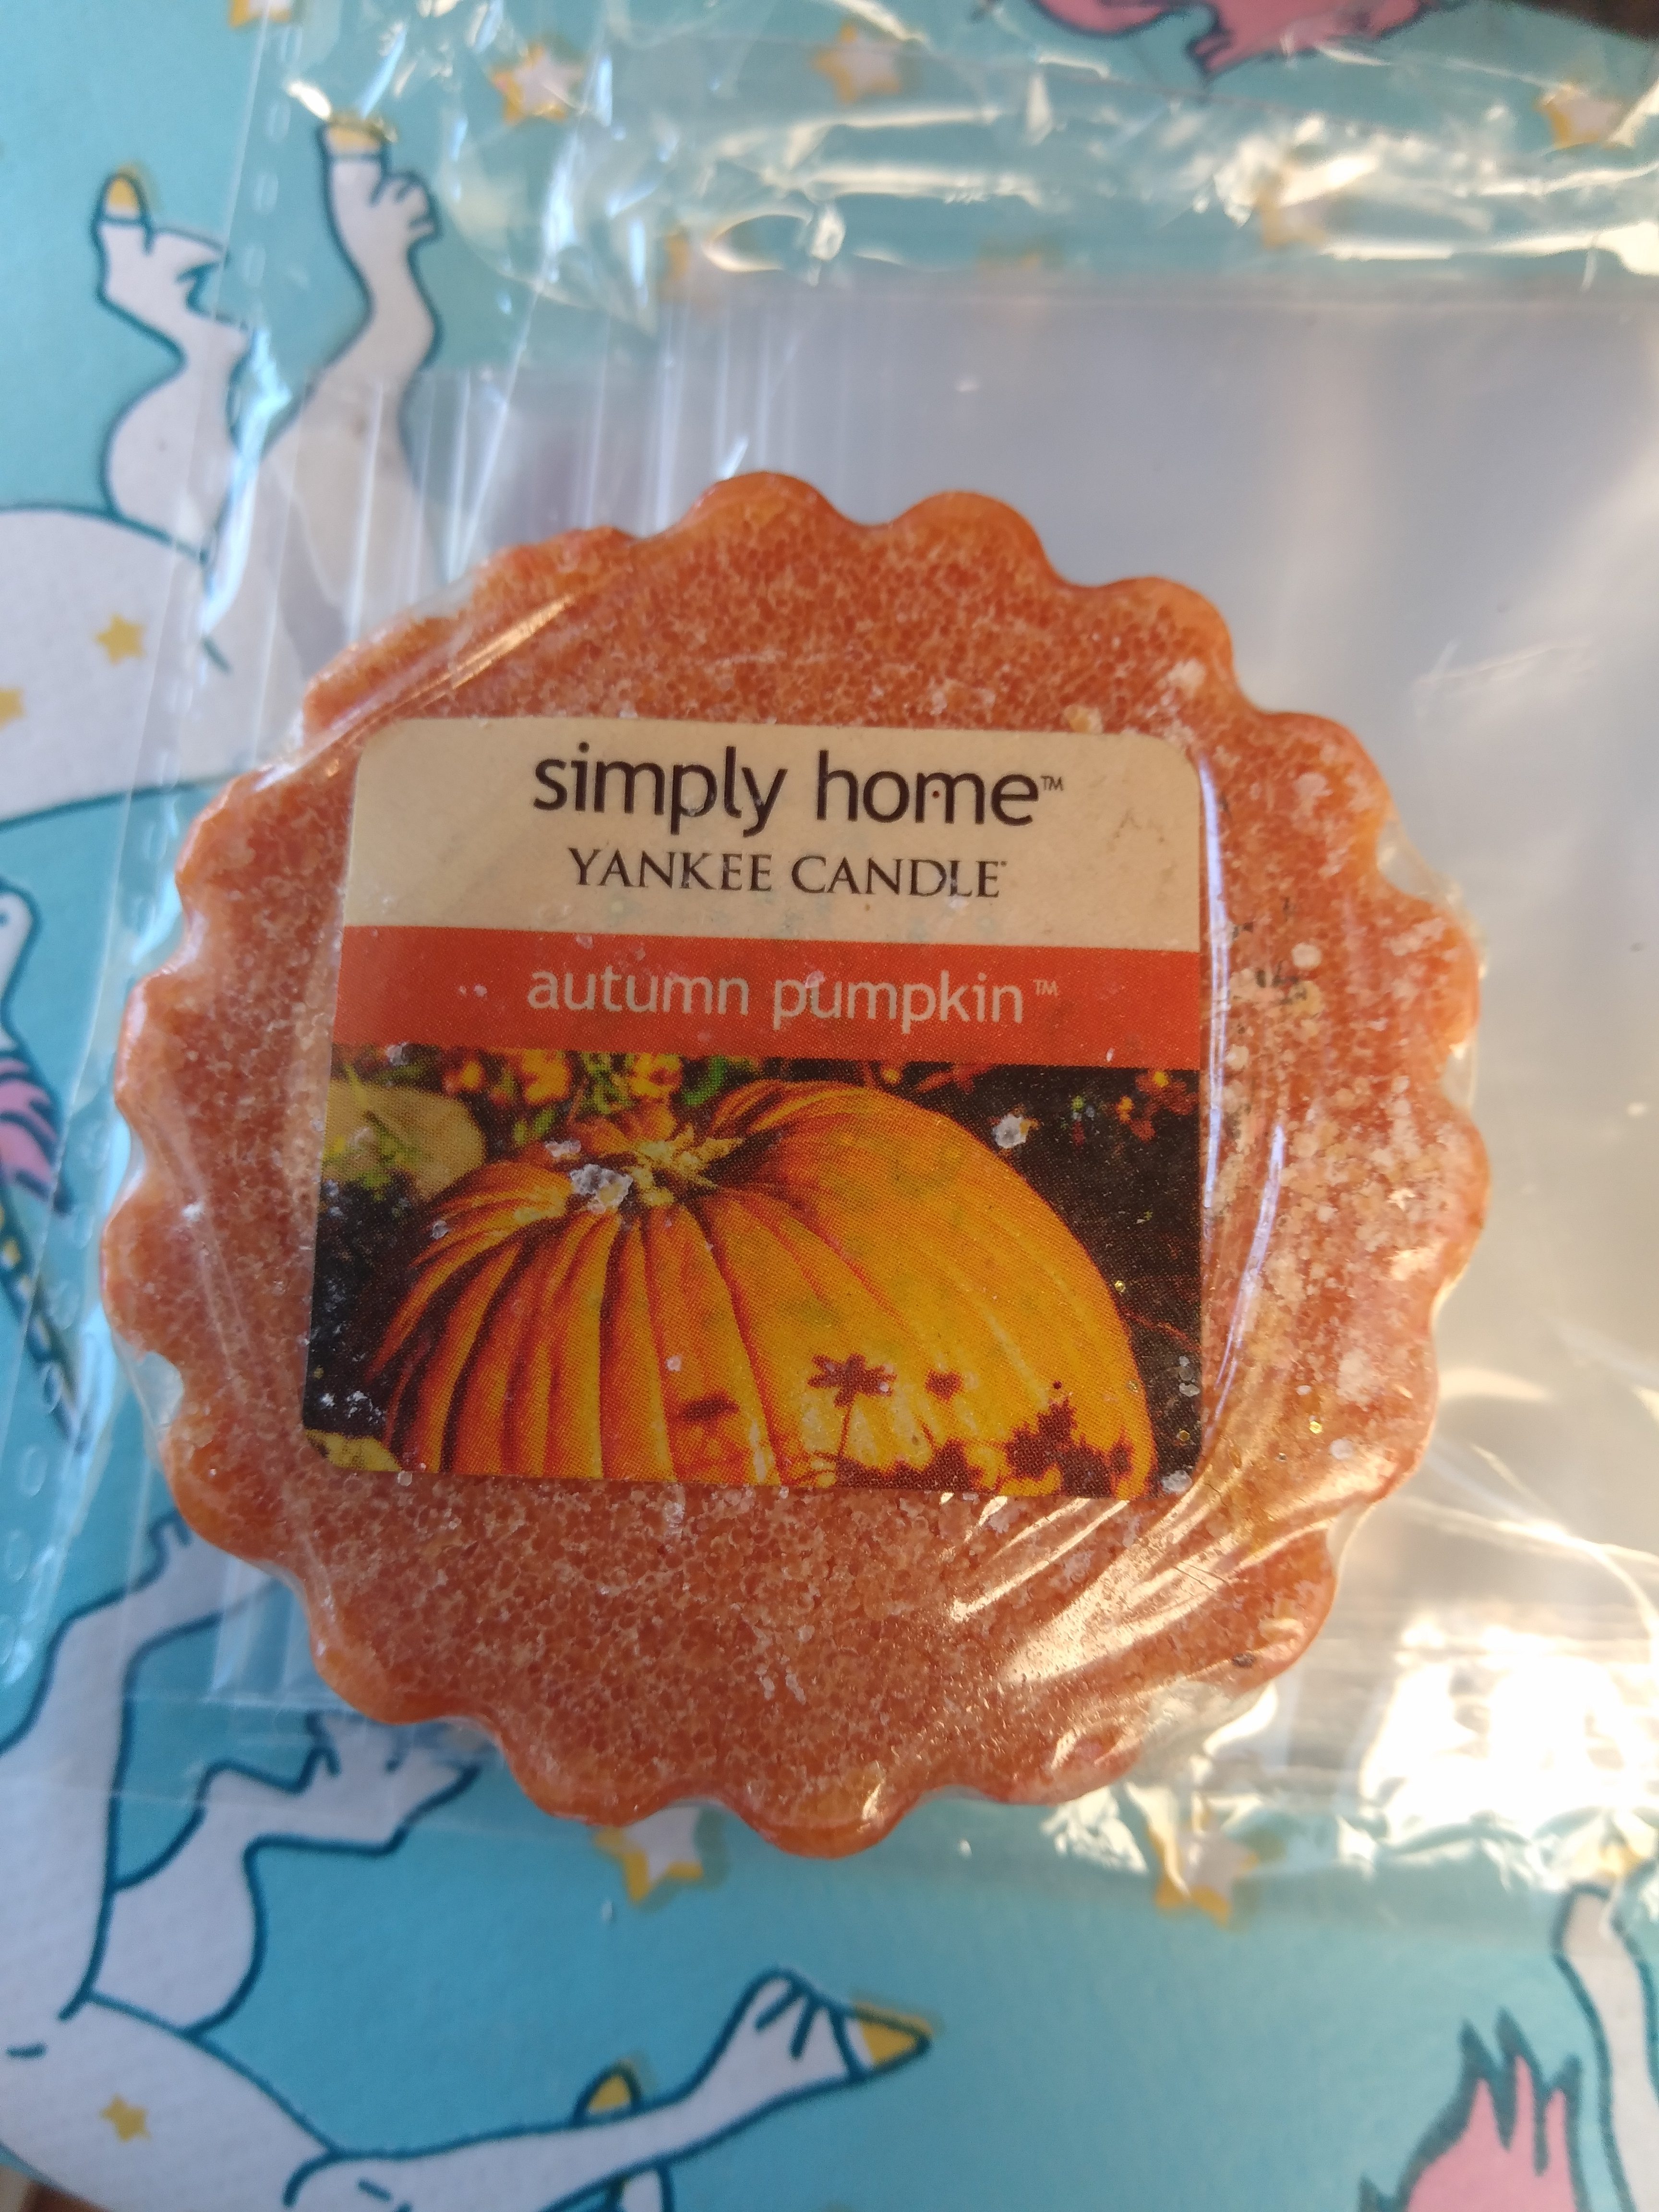 simply home™
YANKEE CANDLE®
autumn pumpkin™